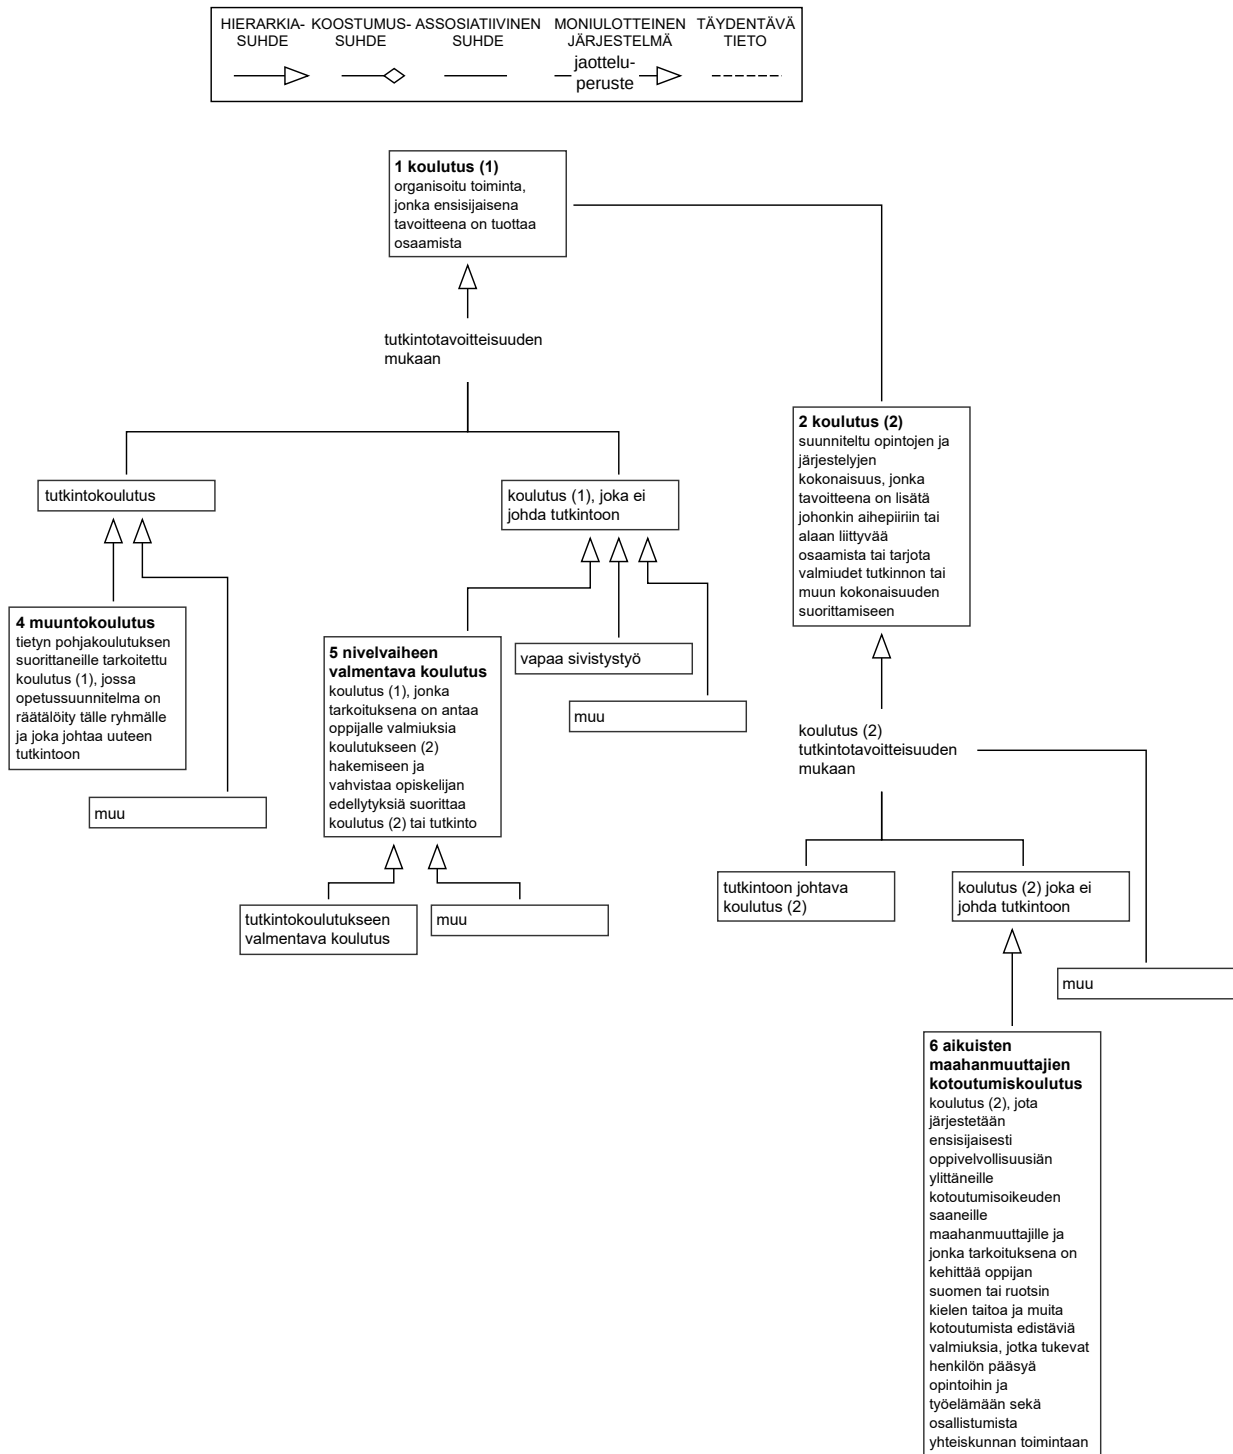 HIERARKIA-
SUHDE
KOOSTUMUS-
SUHDE
ASSOSIATIIVINEN
SUHDE
MONIULOTTEINEN
JÄRJESTELMÄ
jaottelu-
peruste
TÄYDENTÄVÄ
TIETO
1 koulutus (1)
organisoitu toiminta,
jonka ensisijaisena
tavoitteena on tuottaa
osaamista
tutkintotavoitteisuuden
mukaan
tutkintokoulutus
koulutus (1), joka ei
johda tutkintoon
4 muuntokoulutus
tietyn pohjakoulutuksen
suorittaneille tarkoitettu
koulutus (1), jossa
opetussuunnitelma on
räätälöity tälle ryhmälle
ja joka johtaa uuteen
tutkintoon
muu
5 nivelvaiheen
valmentava koulutus
koulutus (1), jonka
tarkoituksena on antaa
oppijalle valmiuksia
koulutukseen (2)
hakemiseen ja
vahvistaa opiskelijan
edellytyksiä suorittaa
koulutus (2) tai tutkinto
vapaa sivistystyö
muu
tutkintokoulutukseen
valmentava koulutus
muu
2 koulutus (2)
suunniteltu opintojen ja
järjestelyjen
kokonaisuus, jonka
tavoitteena on lisätä
johonkin aihepiiriin tai
alaan liittyvää
osaamista tai tarjota
valmiudet tutkinnon tai
muun kokonaisuuden
suorittamiseen
koulutus (2)
tutkintotavoitteisuuden
mukaan
tutkintoon johtava
koulutus (2)
koulutus (2) joka ei
johda tutkintoon
muu
6 aikuisten
maahanmuuttajien
kotoutumiskoulutus
koulutus (2), jota
järjestetään
ensisijaisesti
oppivelvollisuusiän
ylittäneille
kotoutumisoikeuden
saaneille
maahanmuuttajille ja
jonka tarkoituksena on
kehittää oppijan
suomen tai ruotsin
kielen taitoa ja muita
kotoutumista edistäviä
valmiuksia, jotka tukevat
henkilön pääsyä
opintoihin ja
työelämään sekä
osallistumista
yhteiskunnan toimintaan